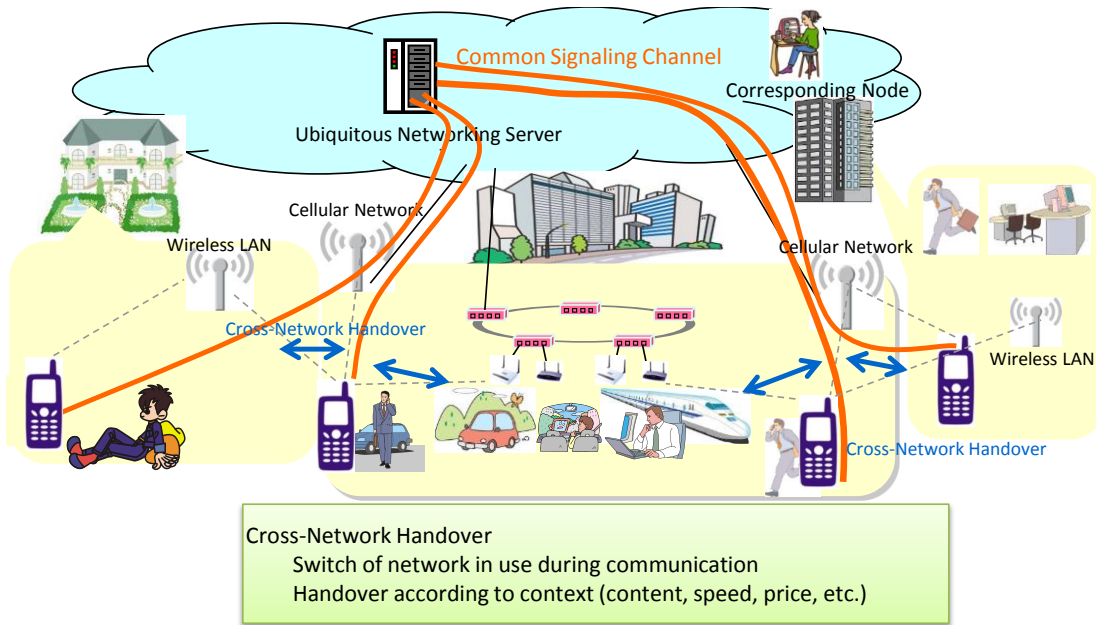 Common Signaling Channel
Corresponding Node
Ubiquitous Networking Server
Cellular Network
Wireless LAN
Cellular Network
Cross-Network Handover
Wireless LAN
Cross-Network Handover
Cross-Network Handover
Switch of network in use during communication
Handover according to context (content, speed, price, etc.)